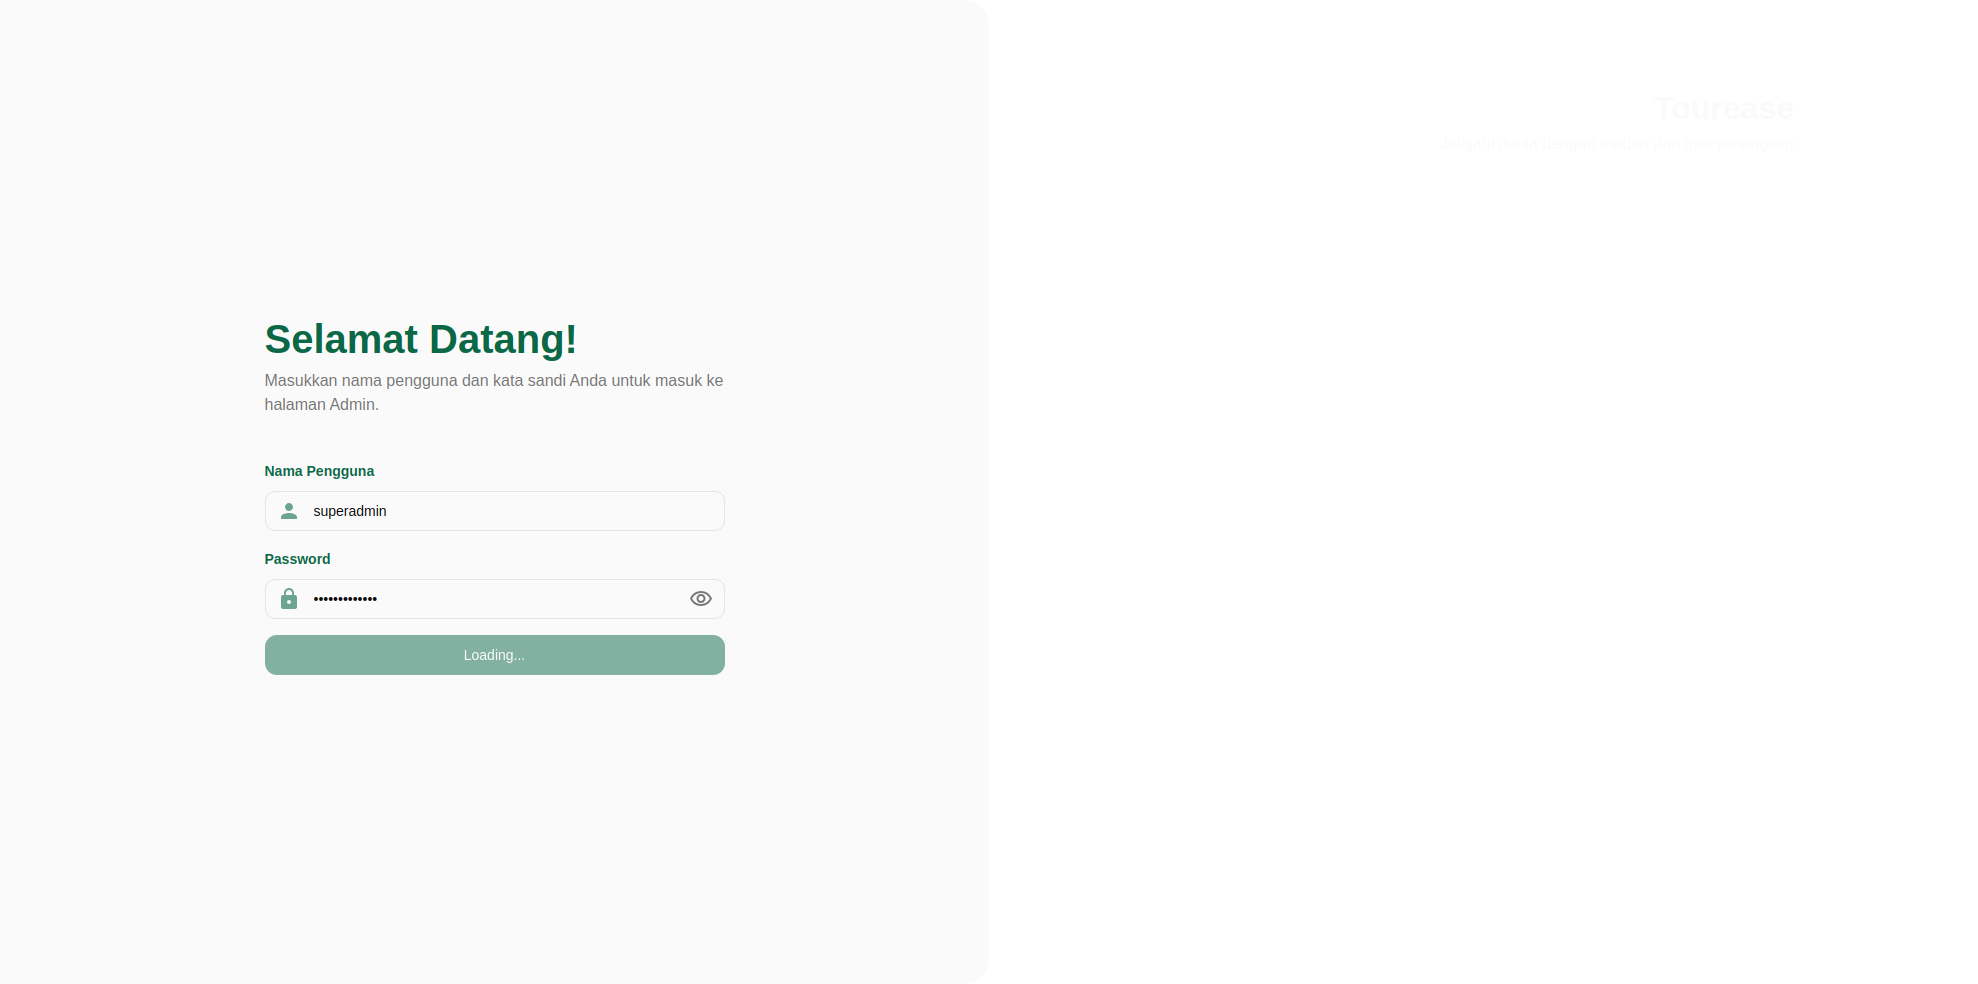 Selamat Datang!
Masukkan nama pengguna dan kata sandi Anda untuk masuk ke
halaman Admin.
Nama Pengguna
superadmin
Password
•••••••••••••
Loading...
Tourease
Jelajahi dunia dengan mudah dan menyenangkan